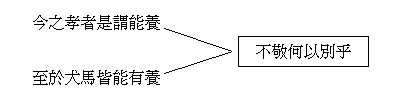 今之孝者是謂能養
至於犬馬皆能有養
不敬何以別乎